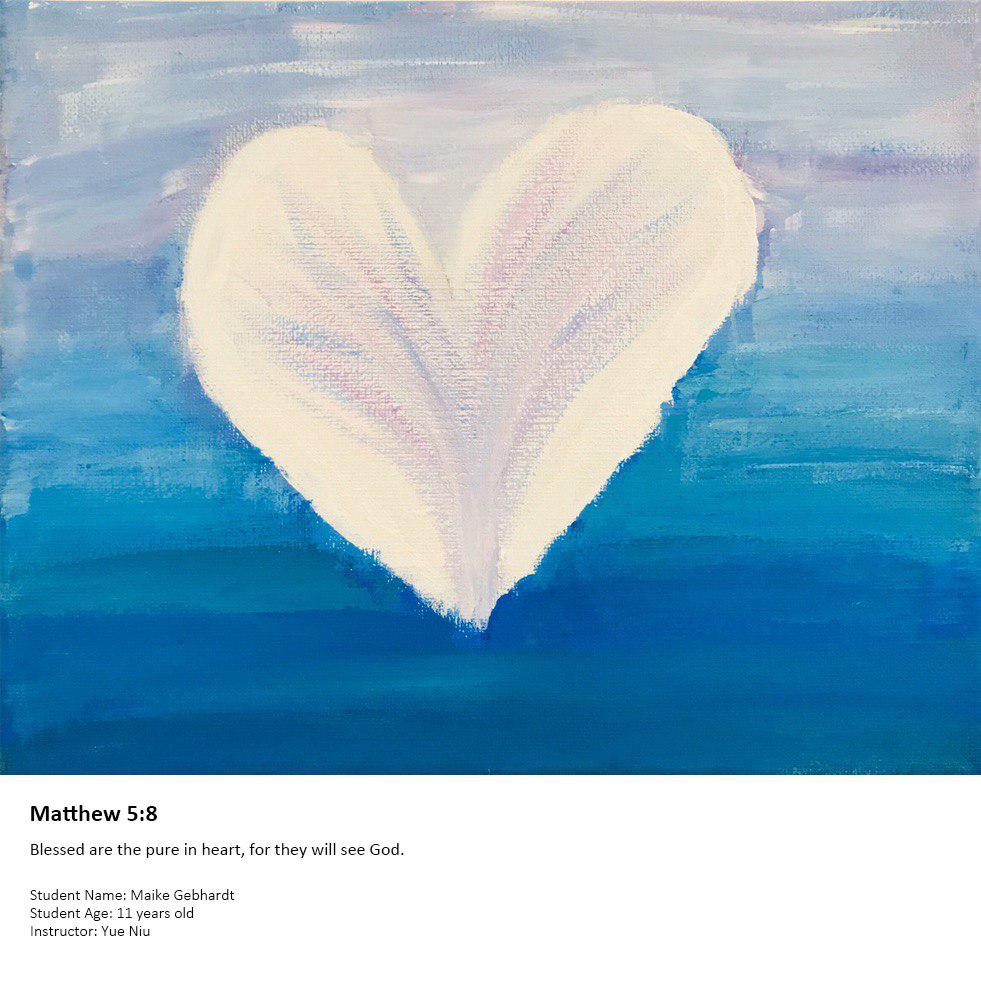 Matthew 5:8
Blessed are the pure in heart, for they will see God.
Student Name: Maike Gebhardt
Student Age: 11 years old
Instructor: Yue Niu